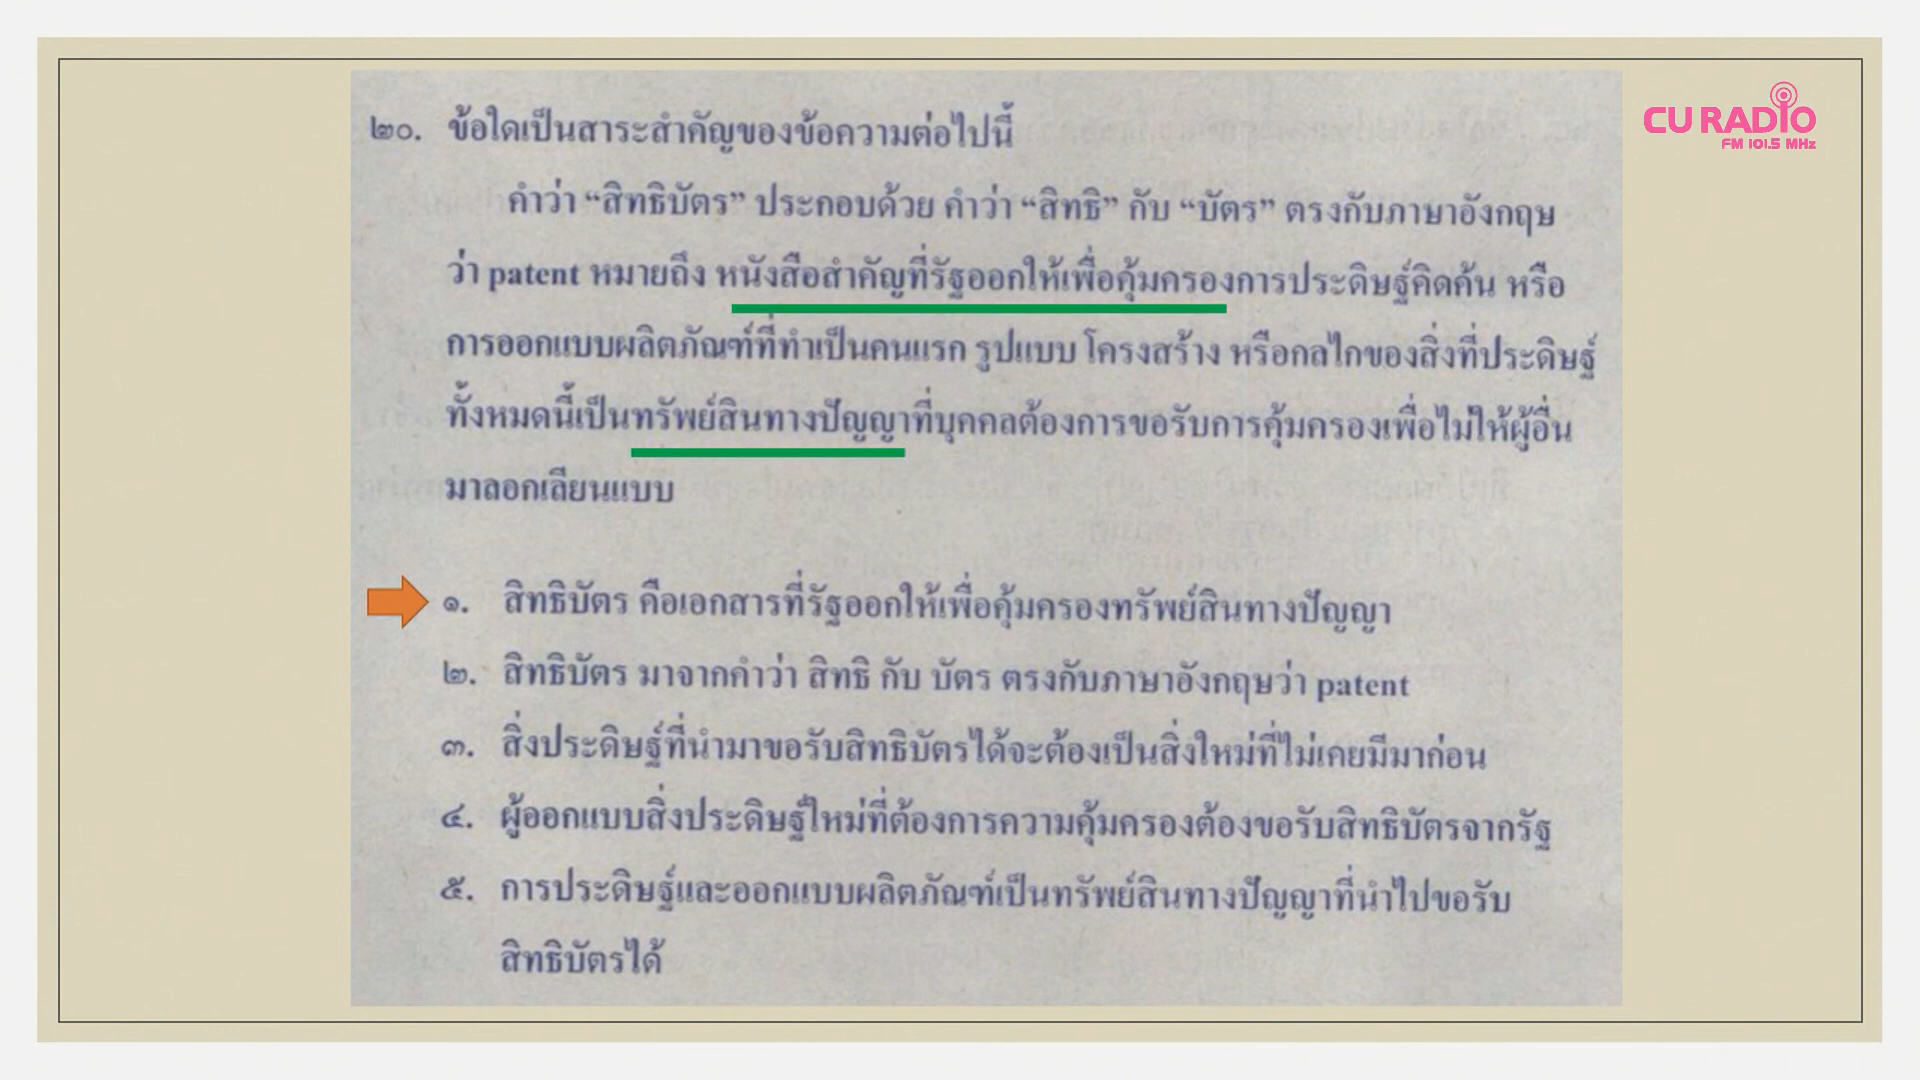 CU RADIO
FM 101.5 MHz
๒๐. ข้อใดเป็นสาระสำคัญของข้อความต่อไปนี้
คำว่า “สิทธิบัตร” ประกอบด้วย คำว่า “สิทธิ” กับ “บัตร” ตรงกับภาษาอังกฤษ
ว่า patent หมายถึง หนังสือสำคัญที่รัฐออกให้เพื่อคุ้มครองการประดิษฐ์คิดค้น หรือ
การออกแบบผลิตภัณฑ์ที่ทำเป็นคนแรก รูปแบบ โครงสร้าง หรือกลไกของสิ่งที่ประดิษฐ์
ทั้งหมดนี้เป็นทรัพย์สินทางปัญญาที่บุคคลต้องการขอรับการคุ้มครองเพื่อไม่ให้ผู้อื่น
มาลอกเลียนแบบ
๑. สิทธิบัตร คือเอกสารที่รัฐออกให้เพื่อคุ้มครองทรัพย์สินทางปัญญา
๒. สิทธิบัตร มาจากคำว่า สิทธิ กับ บัตร ตรงกับภาษาอังกฤษว่า patent
๓. สิ่งประดิษฐ์ที่นำมาขอรับสิทธิบัตรได้จะต้องเป็นสิ่งใหม่ที่ไม่เคยมีมาก่อน
๔. ผู้ออกแบบสิ่งประดิษฐ์ใหม่ที่ต้องการความคุ้มครองต้องขอรับสิทธิบัตรจากรัฐ
๕. การประดิษฐ์และออกแบบผลิตภัณฑ์เป็นทรัพย์สินทางปัญญาที่นำไปขอรับ
สิทธิบัตรได้